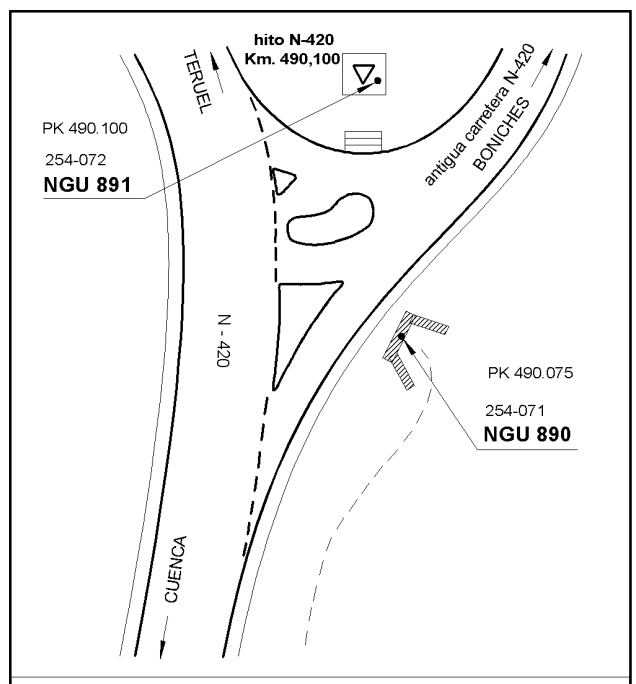 hito N-420
Km. 490,100
TERUEL
antigua carretera N-420
BONICHES
PK 490.100
254-072
NGU 891
N - 420
PK 490.075
254-071
NGU 890
CUENCA